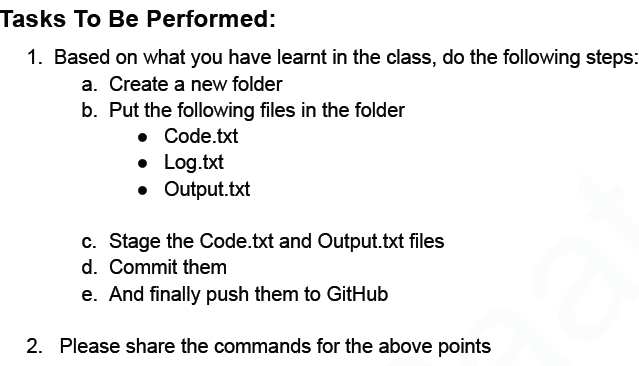 Tasks To Be Performed:
1. Based on what you have learnt in the class, do the following steps:
a. Create a new folder
b. Put the following files in the folder
● Code.txt
● Log.txt
● Output.txt
c. Stage the Code.txt and Output.txt files
d. Commit them
e. And finally push them to GitHub
2. Please share the commands for the above points